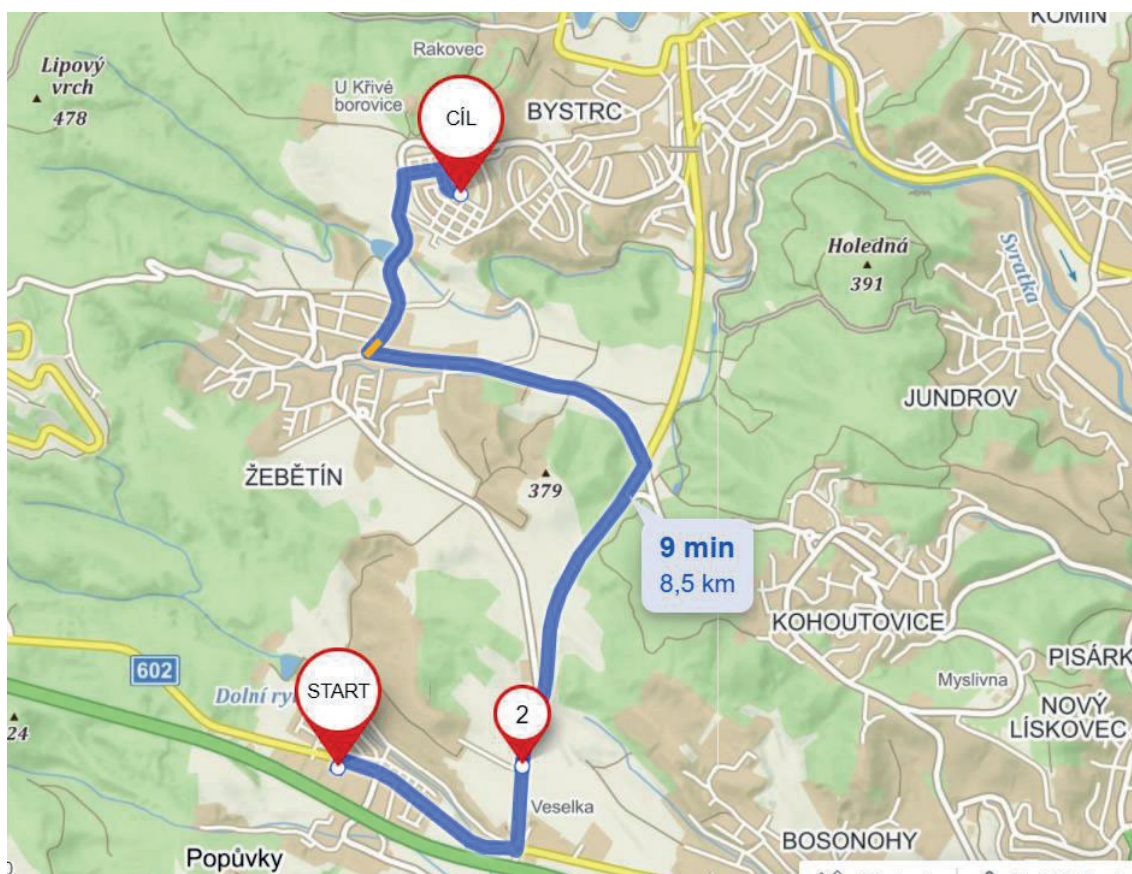 KOMÍN
Rakovec
Lipový
vrch
478
U Křivé
borovice
CÍL
BYSTRC
Holedná
391
Svratka
JUNDROV
ŽEBĚTÍN
379
9 min
8,5 km
KOHOUTOVICE
602
PISÁRK
Myslivna
START
Dolní ry
NOVÝ
LÍSKOVEC
2
24
Veselka
BOSONOHY
Popůvky